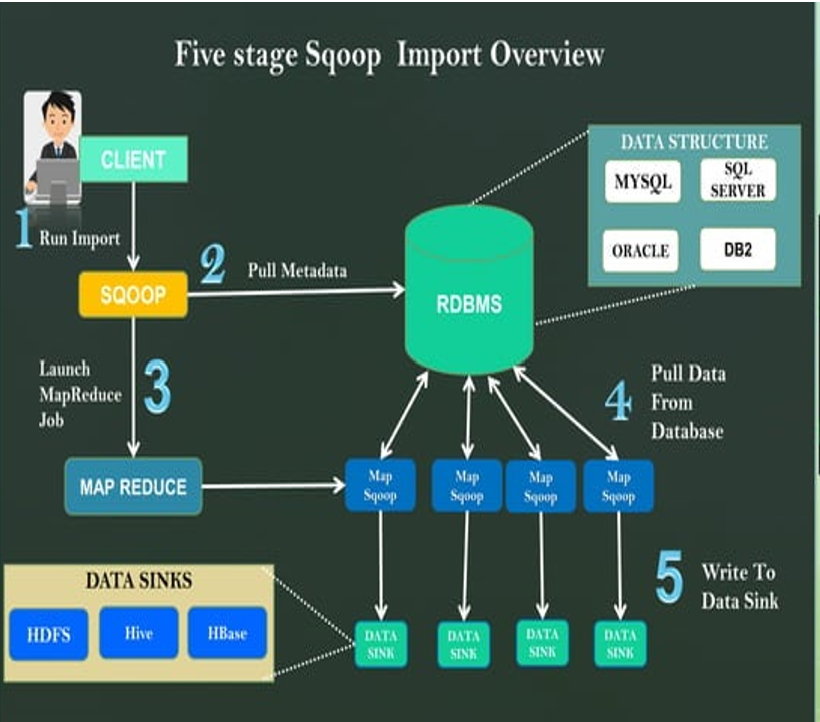 Five stage Sqoop Import Overview
CLIENT
1
Run Import
SQOOP
2
Pull Metadata
RDBMS
DATA STRUCTURE
MYSQL
SQL
SERVER
ORACLE
DB2
Launch
MapReduce
Job
3
MAP REDUCE
4
Pull Data
From
Database
Map
Sqoop
Map
Sqoop
Map
Sqoop
Map
Sqoop
5
Write To
Data Sink
DATA SINKS
HDFS
Hive
HBase
DATA
SINK
DATA
SINK
DATA
SINK
DATA
SINK